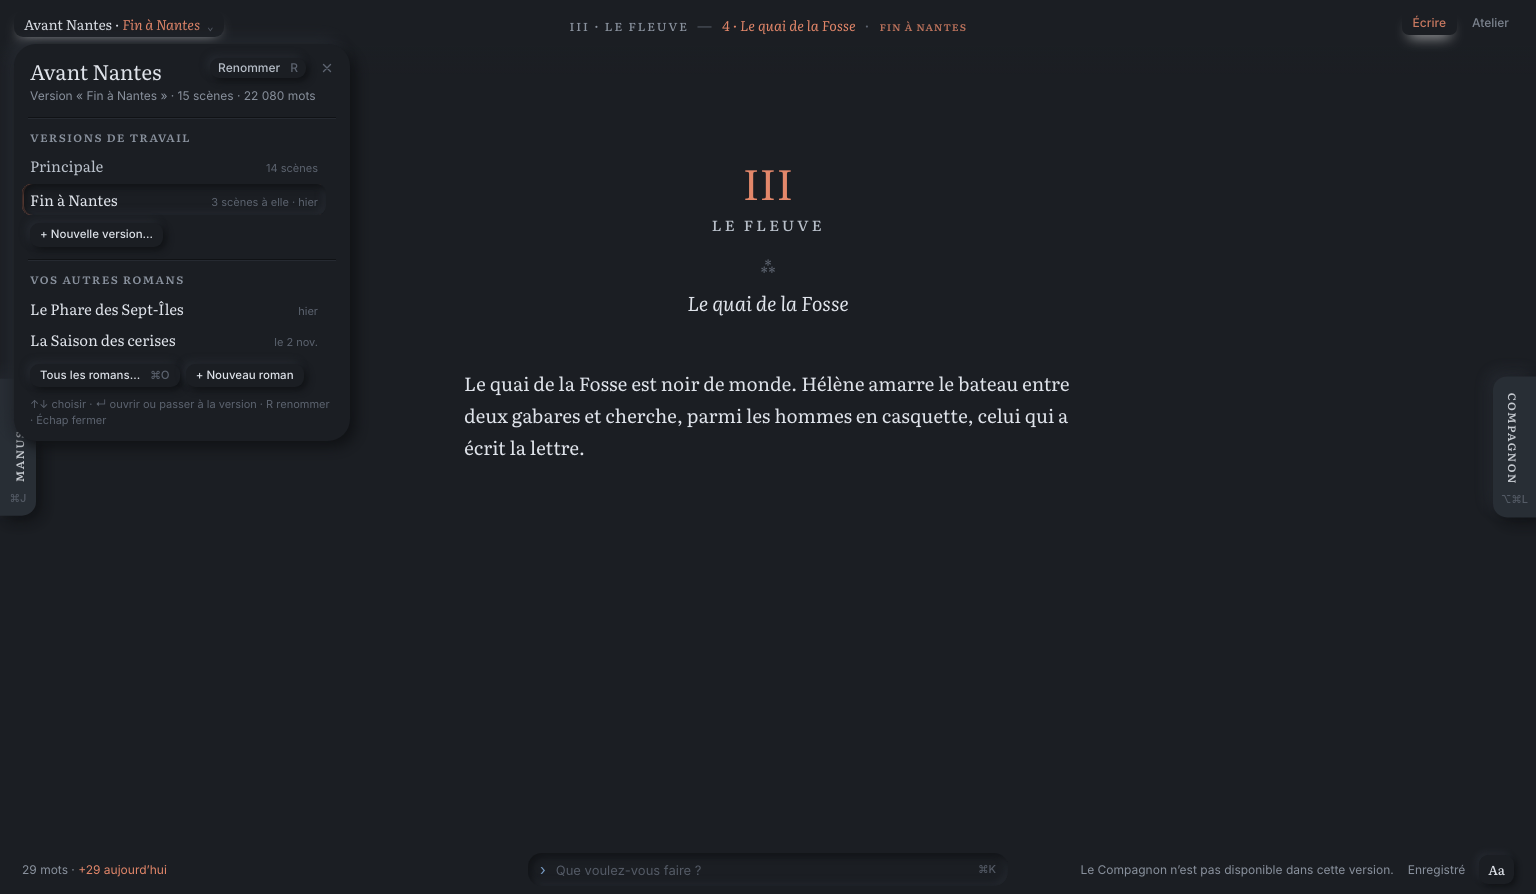 Avant Nantes · Fin à Nantes
III · LE FLEUVE — 4 · Le quai de la Fosse · FIN À NANTES
Écrire Atelier
Avant Nantes
Renommer R ×
Version « Fin à Nantes » · 15 scènes · 22 080 mots
VERSIONS DE TRAVAIL
Principale 14 scènes
Fin à Nantes 3 scènes à elle · hier
+ Nouvelle version…
VOS AUTRES ROMANS
Le Phare des Sept-Îles hier
La Saison des cerises le 2 nov.
Tous les romans… ⌘O + Nouveau roman
↑↓ choisir · ↵ ouvrir ou passer à la version · R renommer
· Échap fermer
⌘J
III
LE FLEUVE
⁂
Le quai de la Fosse
Le quai de la Fosse est noir de monde. Hélène amarre le bateau entre
deux gabares et cherche, parmi les hommes en casquette, celui qui a
écrit la lettre.
COMPAGNON
⌥⌘L
29 mots · +29 aujourd’hui
› Que voulez-vous faire ? ⌘K
Le Compagnon n’est pas disponible dans cette version. Enregistré Aa